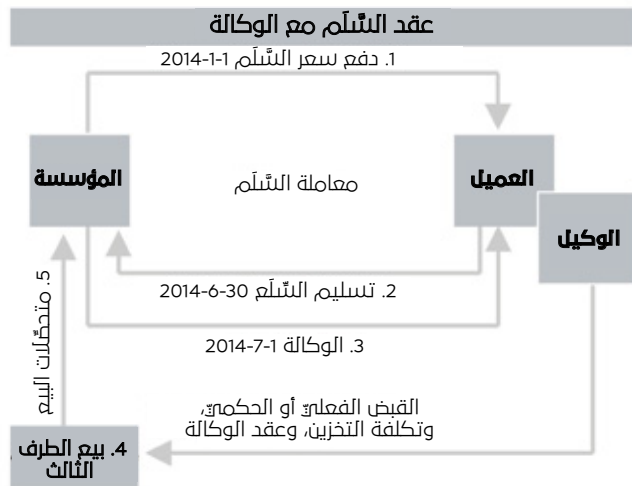 عقد السَّلَم مع الوكالة
1. دفع سعر السَّلَم 1-1-2014
المؤسسة
معاملة السَّلَم
العميل
الوكيل
2. تسليم السِّلَع 30-6-2014
3. الوكالة 1-7-2014
5. متحصِّلات البيع
القبض الفعليّ أو الحكميّ،
وتكلفة التخزين، وعقد الوكالة
4. بيع الطرف
الثالث